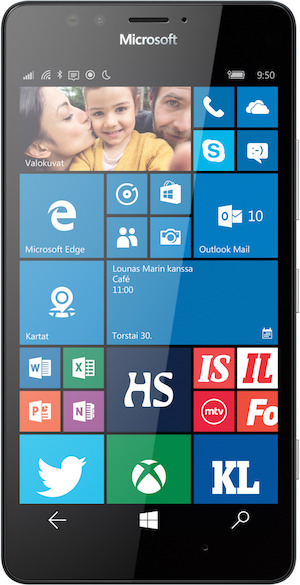 Microsoft
9:50
Valokuvat
Microsoft Edge
10
Outlook Mail
Kartat
Lounas Marin kanssa
Café
11:00
Torstai 30.
HS
IS
IL
mtv
Fo
KL